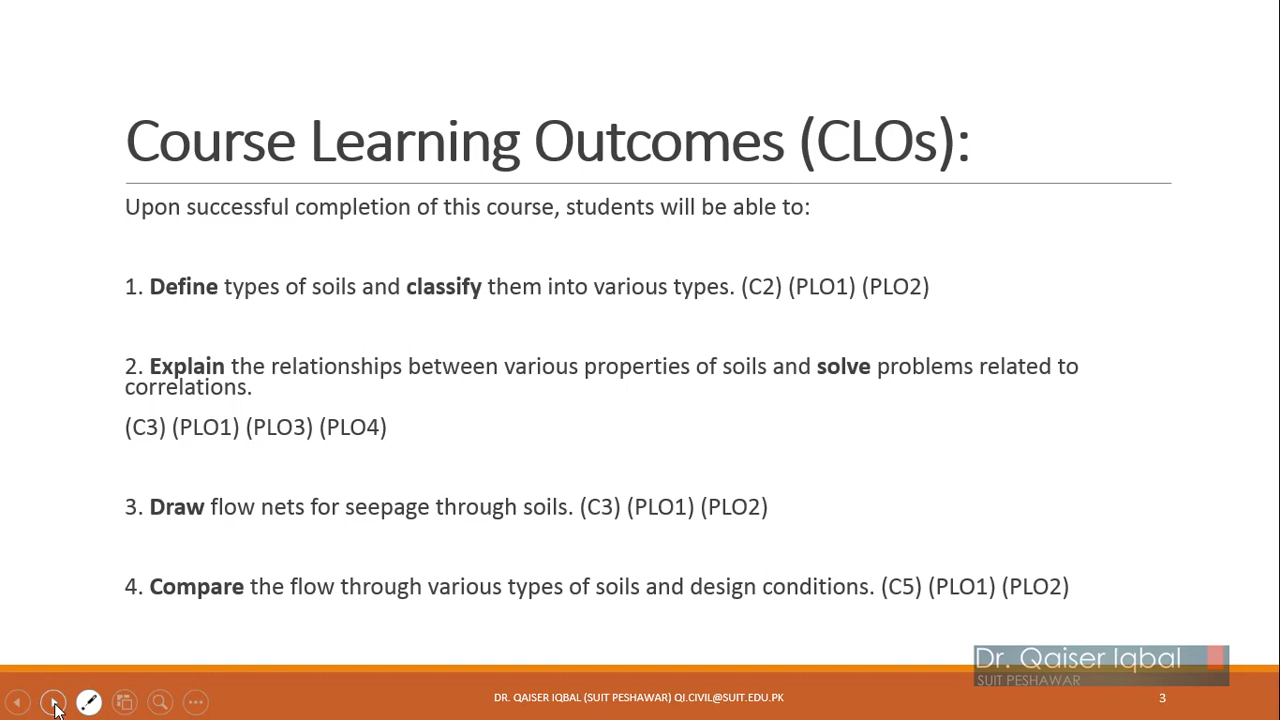 Course Learning Outcomes (CLOs):
Upon successful completion of this course, students will be able to:
1. Define types of soils and classify them into various types. (C2) (PLO1) (PLO2)
2. Explain the relationships between various properties of soils and solve problems related to
correlations.
(C3) (PLO1) (PLO3) (PLO4)
3. Draw flow nets for seepage through soils. (C3) (PLO1) (PLO2)
4. Compare the flow through various types of soils and design conditions. (C5) (PLO1) (PLO2)
Dr. Qaiser Iqbal
SUIT PESHAWAR
DR. QAISER IQBAL (SUIT PESHAWAR) QI.CIVIL@SUIT.EDU.PK
3